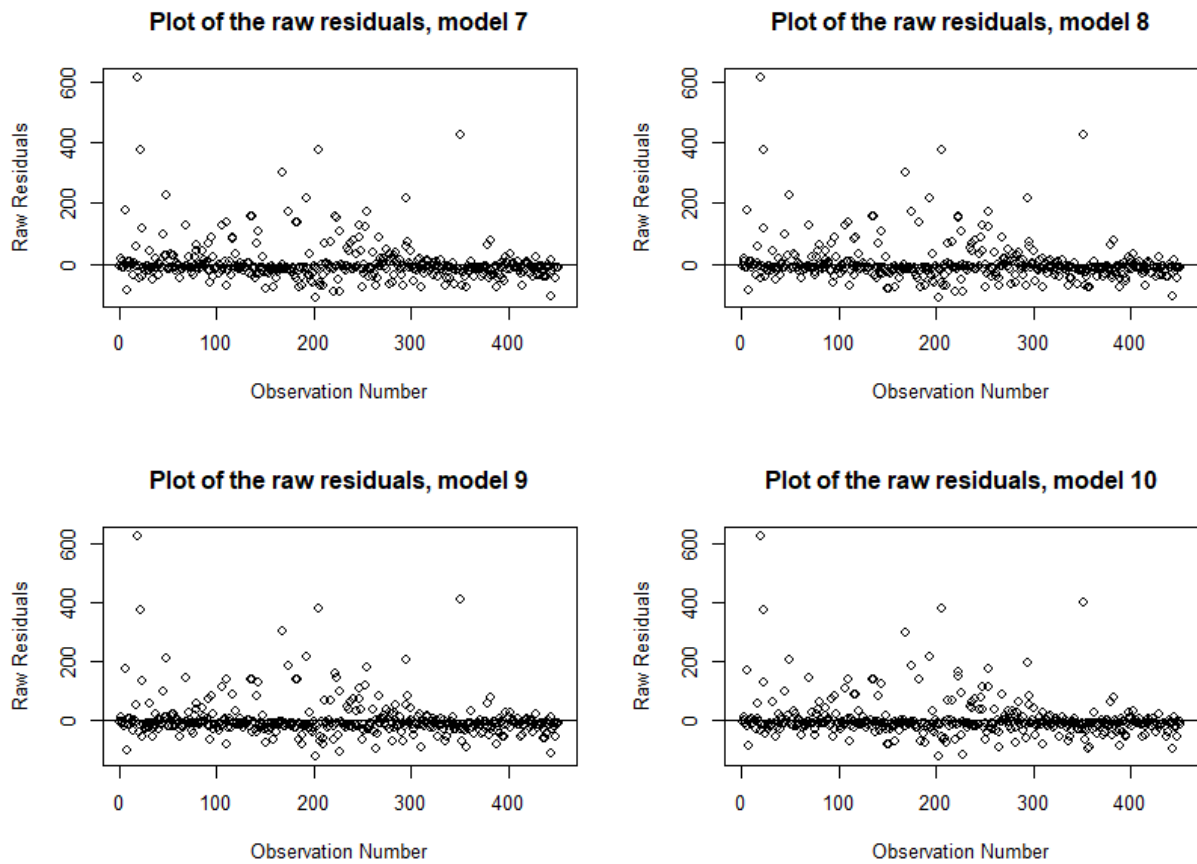 Plot of the raw residuals, model 7
Raw Residuals
600
400
200
0
0 100 200 300 400
Observation Number
Plot of the raw residuals, model 8
Raw Residuals
600
400
200
0
0 100 200 300 400
Observation Number
Plot of the raw residuals, model 9
Raw Residuals
600
400
200
0
0 100 200 300 400
Observation Number
Plot of the raw residuals, model 10
Raw Residuals
600
400
200
0
0 100 200 300 400
Observation Number